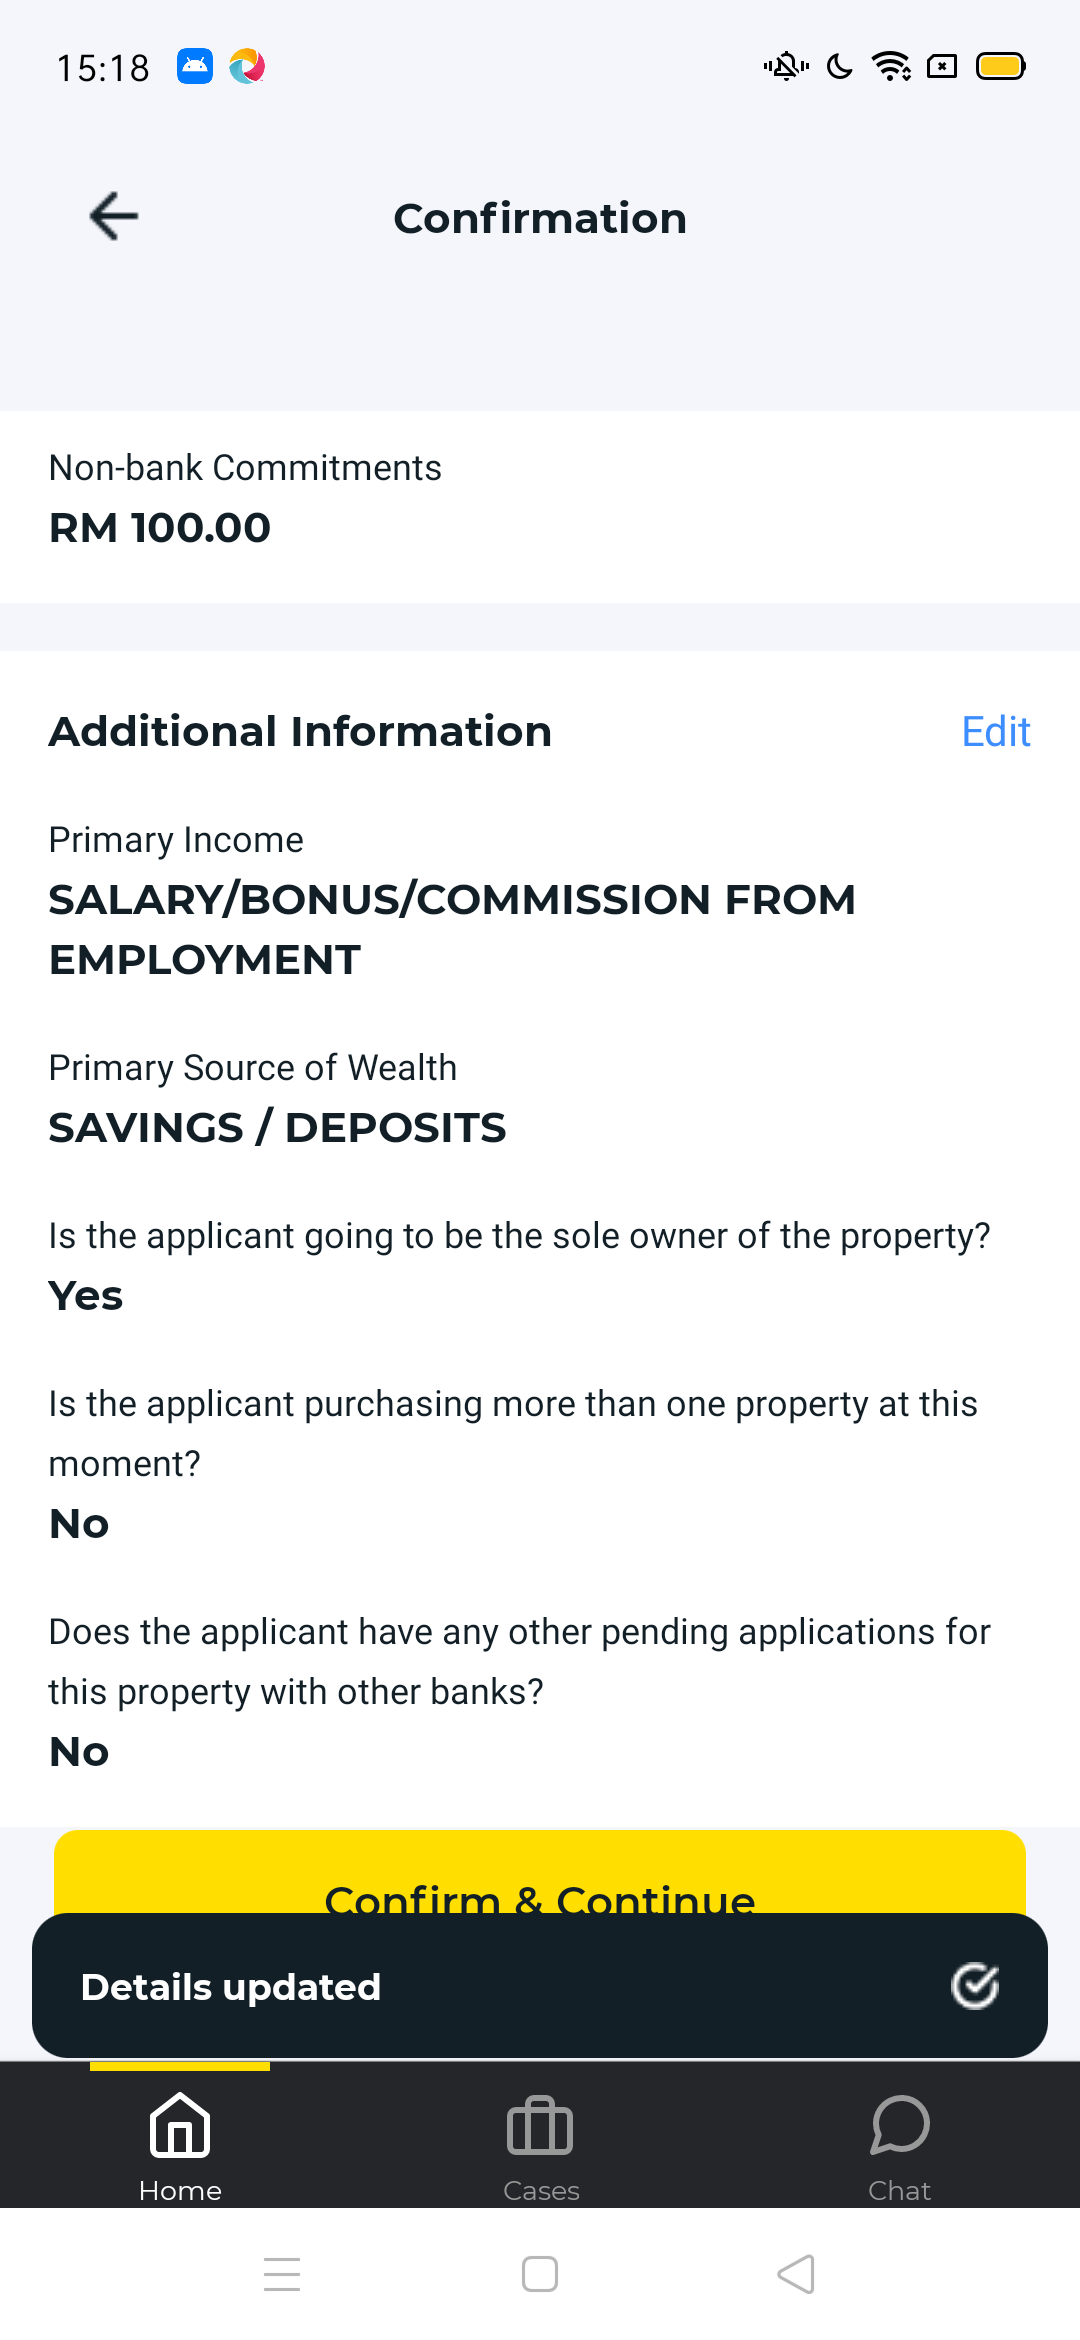 15:18
Confirmation
Non-bank Commitments
RM 100.00
Additional Information
Edit
Primary Income
SALARY/BONUS/COMMISSION FROM
EMPLOYMENT
Primary Source of Wealth
SAVINGS / DEPOSITS
Is the applicant going to be the sole owner of the property?
Yes
Is the applicant purchasing more than one property at this
moment?
No
Does the applicant have any other pending applications for
this property with other banks?
No
Confirm & Continue
Details updated
Home
Cases
Chat